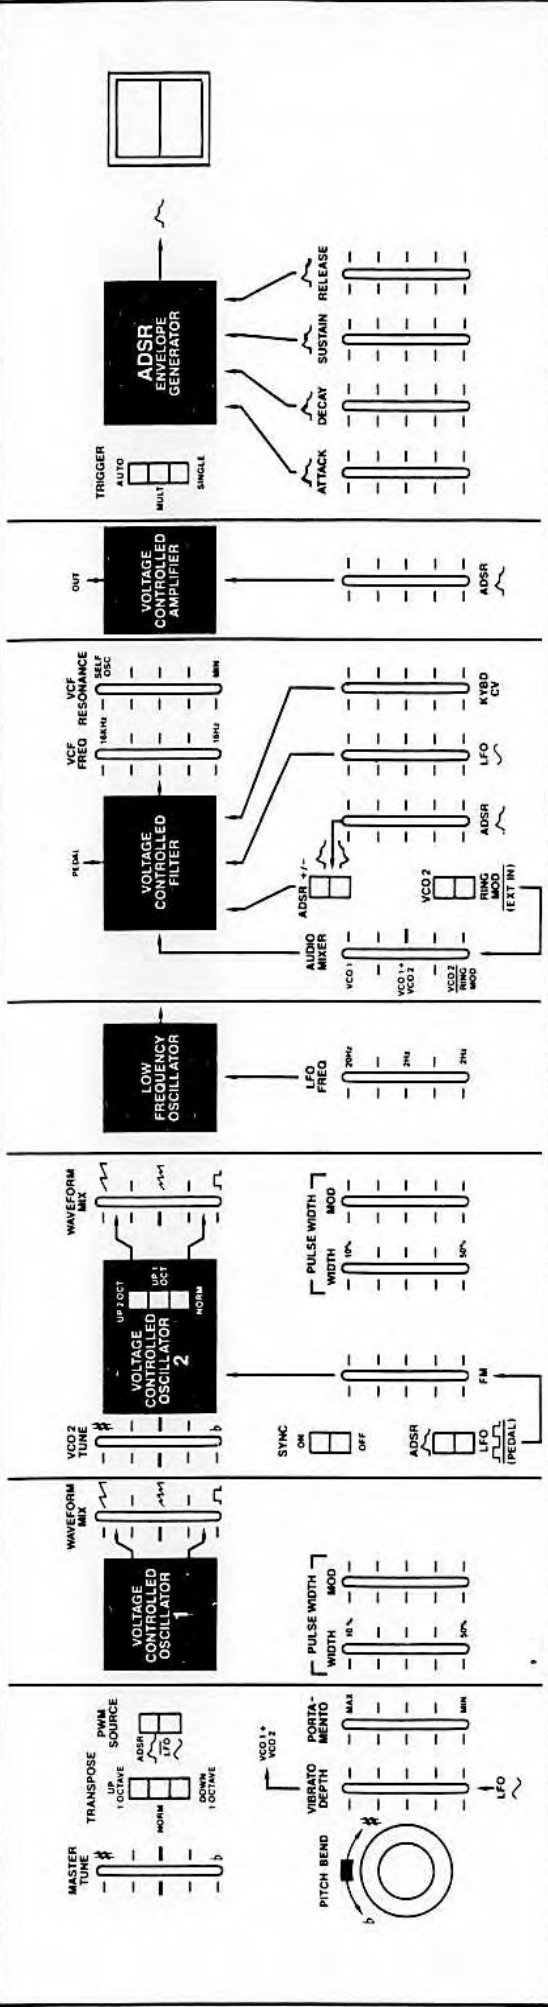 MASTER
TUNE
♯
♭
TRANSPOSE
UP
1 OCTAVE
NORM
DOWN
1 OCTAVE
PWM
SOURCE
ADSR
LFO
PITCH BEND
♭
♯
VIBRATO
DEPTH
LFO
VCO 1 +
VCO 2
PORTA-
MENTO
MAX
MIN
VOLTAGE
CONTROLLED
OSCILLATOR
1
WAVEFORM
MIX
PULSE WIDTH
WIDTH
MOD
10%
50%
VCO 2
TUNE
♯
♭
VOLTAGE
CONTROLLED
OSCILLATOR
2
UP 2 OCT
UP 1
OCT
NORM
WAVEFORM
MIX
SYNC
ON
OFF
ADSR
LFO
(PEDAL)
FM
PULSE WIDTH
WIDTH
MOD
10%
50%
LOW
FREQUENCY
OSCILLATOR
LFO
FREQ
20Hz
2Hz
2Hz
PEDAL
VOLTAGE
CONTROLLED
FILTER
VCF
FREQ
16KHz
16Hz
VCF
RESONANCE
SELF
OSC
MIN
AUDIO
MIXER
VCO 1
VCO 1 +
VCO 2
VCO 2
RING
MOD
ADSR +/-
VCO 2
RING
MOD
(EXT IN)
ADSR
LFO
KYBD
CV
OUT
VOLTAGE
CONTROLLED
AMPLIFIER
ADSR
TRIGGER
AUTO
MULT
SINGLE
ADSR
ENVELOPE
GENERATOR
ATTACK
DECAY
SUSTAIN
RELEASE